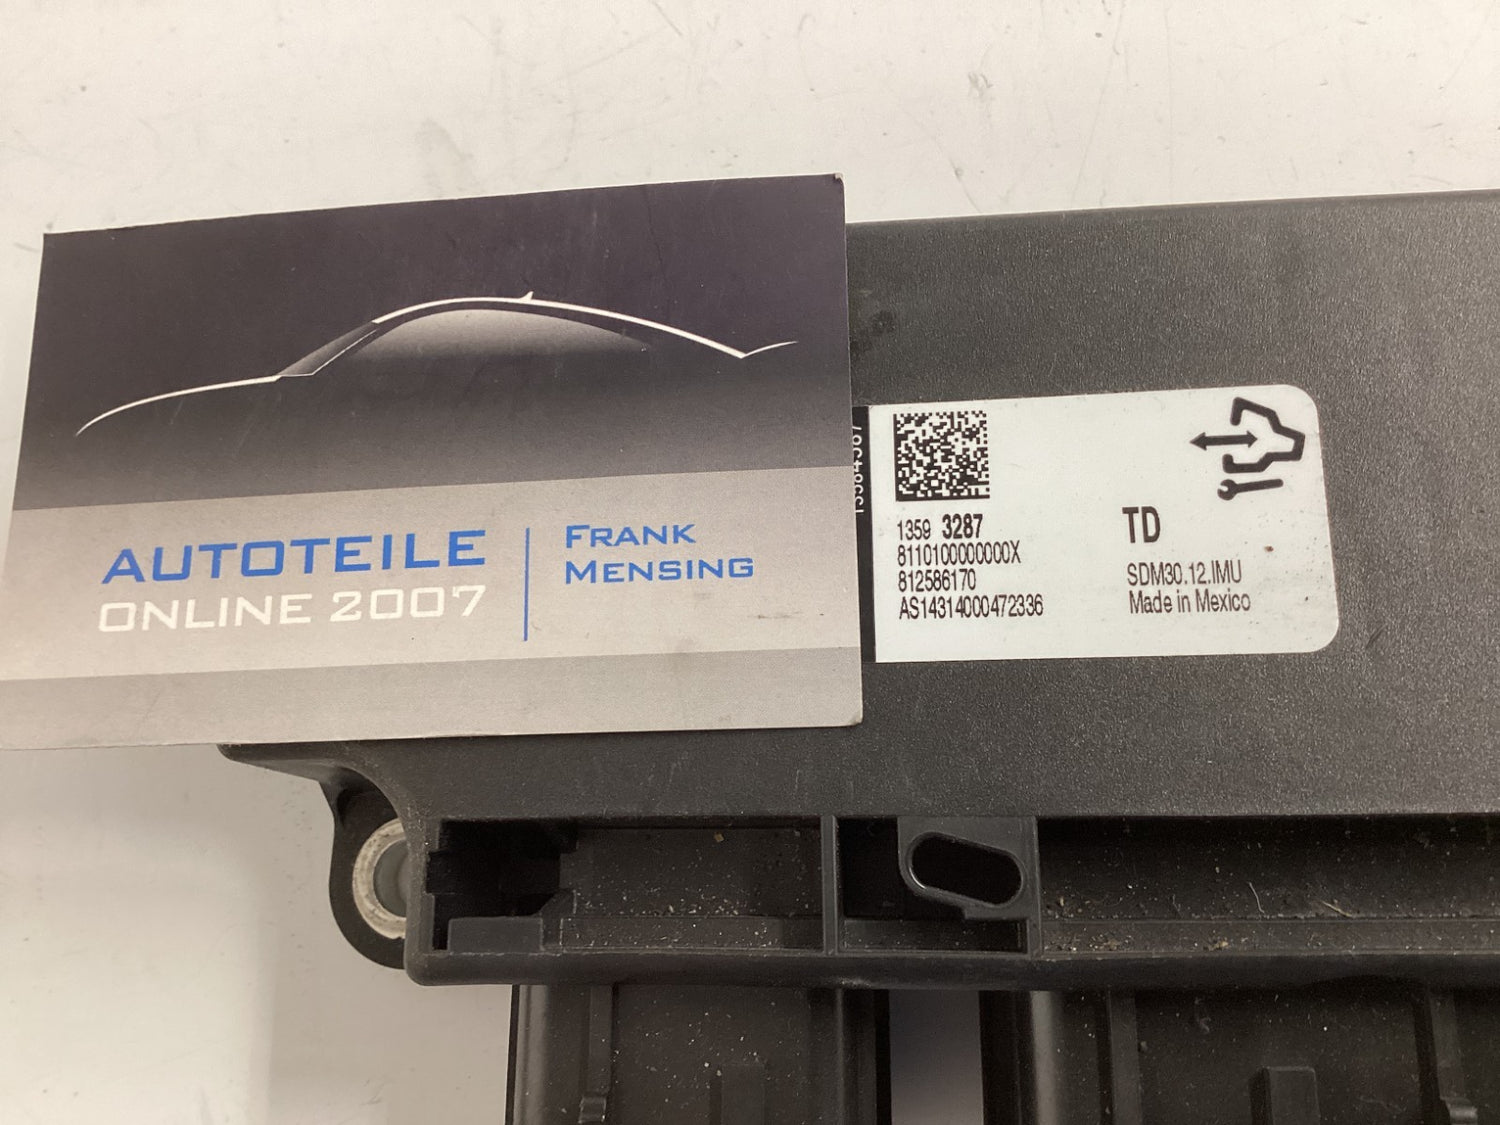 AUTOTEILE
ONLINE 2007
FRANK
MENSING
1359 3287
8110100000000X
812586170
AS14314000472336
TD
SDM30.12.IMU
Made in Mexico